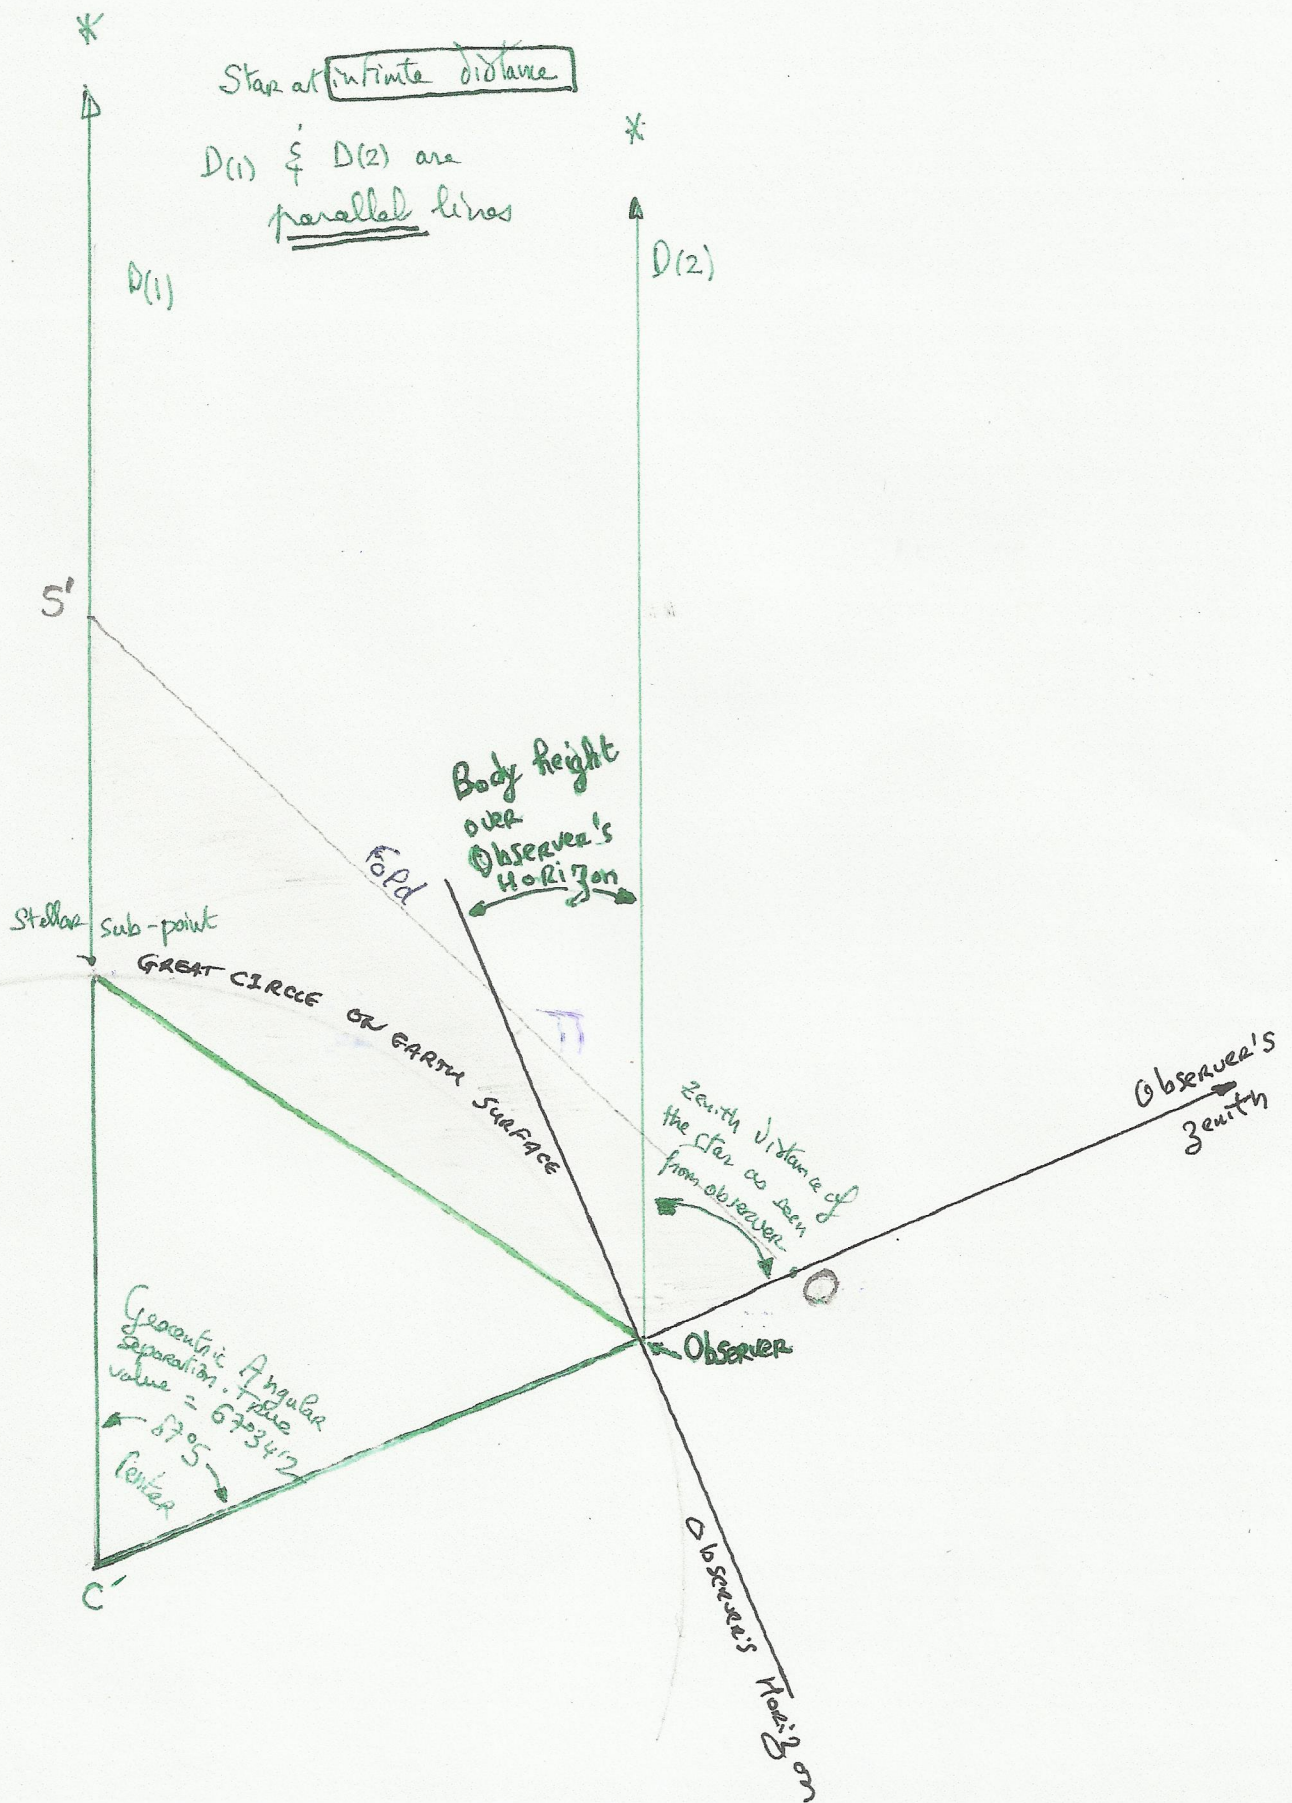 *
Star at infinite distance
*
D(1) & D(2) are
parallel lines
D(1)
D(2)
S'
Body height
over
Observer's
HoRiZon
Fold
Stellar sub-point
GREAT CIRCLE ON EARTH SURFACE
Π
Observer's
Zenith
Zenith distance of
the star as seen
from observer
O
Observer
Geocentric Angular
separation. True
value = 67°34'2
67°5
Center
C'
Observer's Horizon